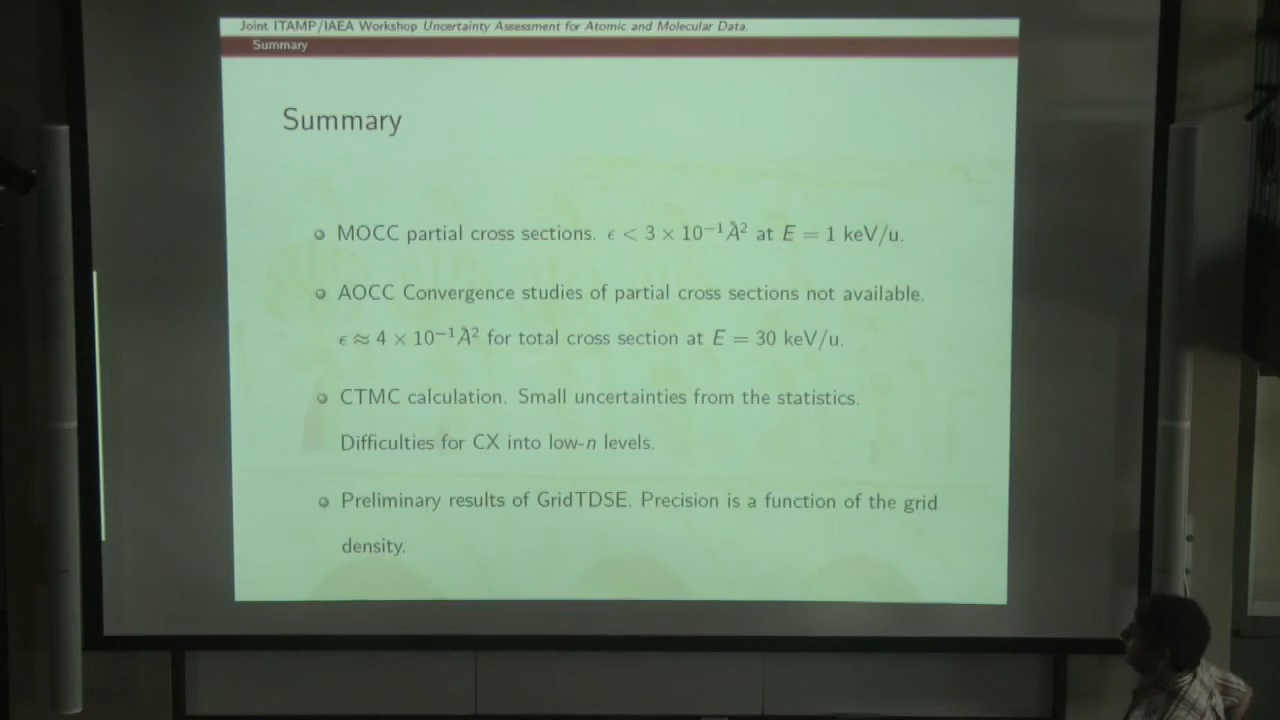 Joint ITAMP/IAEA Workshop Uncertainty Assessment for Atomic and Molecular Data.
Summary
Summary
MOCC partial cross sections. ϵ < 3 × 10⁻¹Å² at E = 1 keV/u.
AOCC Convergence studies of partial cross sections not available.
ϵ ≈ 4 × 10⁻¹Å² for total cross section at E = 30 keV/u.
CTMC calculation. Small uncertainties from the statistics.
Difficulties for CX into low-n levels.
Preliminary results of GridTDSE. Precision is a function of the grid
density.